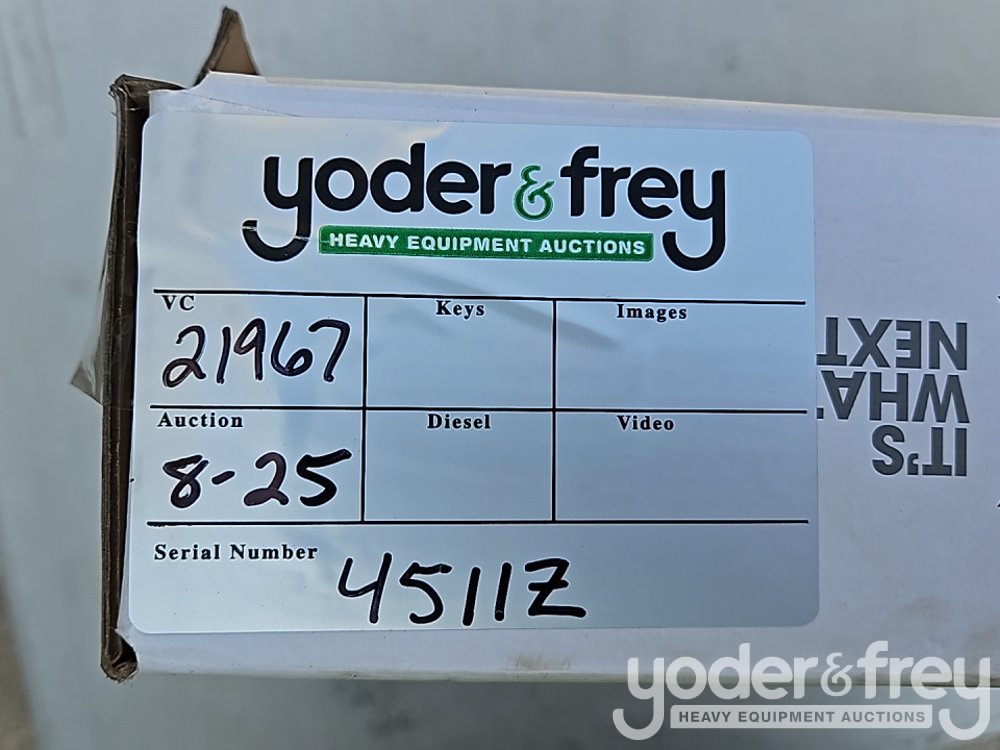 yoder & frey
HEAVY EQUIPMENT AUCTIONS
VC Keys Images
21967
Auction Diesel Video
8-25
Serial Number
4511Z
IT'S
WHAT'
NEXT
yoder & frey
HEAVY EQUIPMENT AUCTIONS